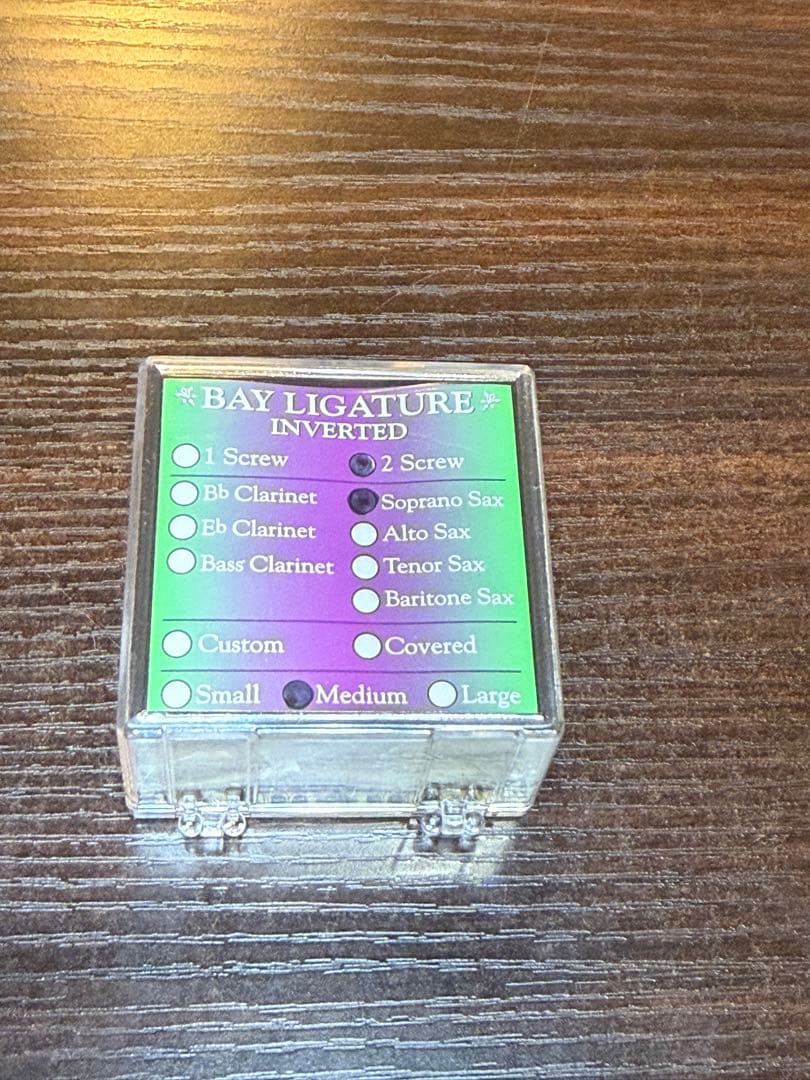 BAY LIGATURE
INVERTED
1 Screw 2 Screw
Bb Clarinet Soprano Sax
Eb Clarinet Alto Sax
Bass Clarinet Tenor Sax
Baritone Sax
Custom Covered
Small Medium Large